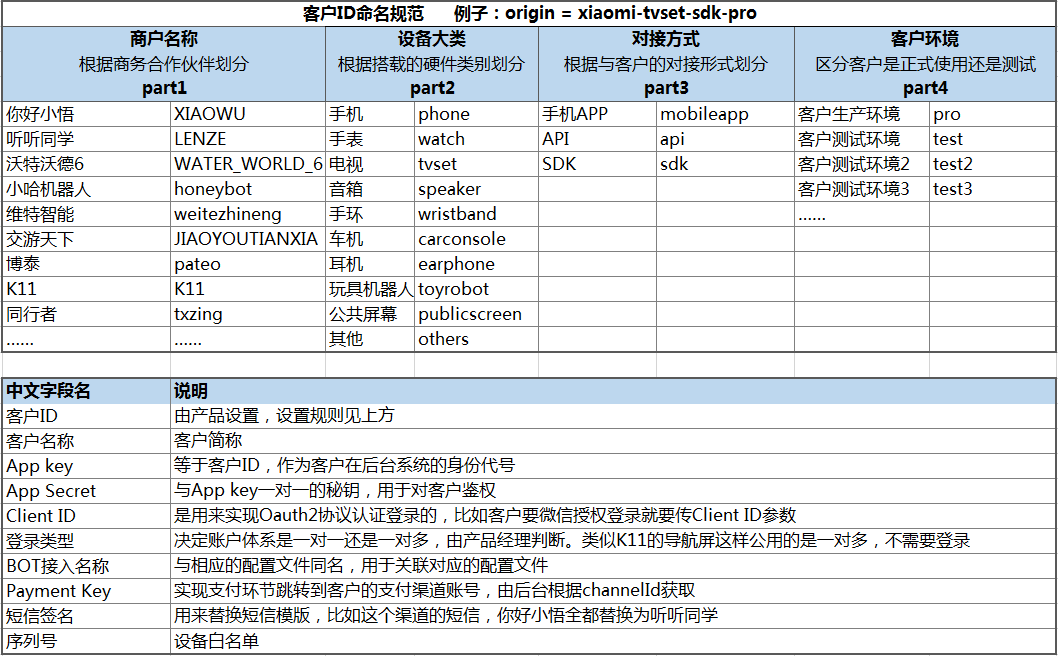 客户ID命名规范 例子：origin = xiaomi-tvset-sdk-pro
商户名称 设备大类 对接方式 客户环境
根据商务合作伙伴划分 根据搭载的硬件类别划分 根据与客户的对接形式划分 区分客户是正式使用还是测试
part1 part2 part3 part4
你好小悟 XIAOWU 手机 phone 手机APP mobileapp 客户生产环境 pro
听听同学 LENZE 手表 watch API api 客户测试环境 test
沃特沃德6 WATER_WORLD_6 电视 tvset SDK sdk 客户测试环境2 test2
小哈机器人 honeybot 音箱 speaker 客户测试环境3 test3
维特智能 weitezhineng 手环 wristband ......
交游天下 JIAOYOUTIANXIA 车机 carconsole
博泰 pateo 耳机 earphone
K11 K11 玩具机器人 toyrobot
同行者 txzing 公共屏幕 publicscreen
...... ...... 其他 others
中文字段名 说明
客户ID 由产品设置，设置规则见上方
客户名称 客户简称
App key 等于客户ID，作为客户在后台系统的身份代号
App Secret 与App key一对一的秘钥，用于对客户鉴权
Client ID 是用来实现Oauth2协议认证登录的，比如客户要微信授权登录就要传Client ID参数
登录类型 决定账户体系是一对一还是一对多，由产品经理判断。类似K11的导航屏这样公用的是一对多，不需要登录
BOT接入名称 与相应的配置文件同名，用于关联对应的配置文件
Payment Key 实现支付环节跳转到客户的支付渠道账号，由后台根据channelId获取
短信签名 用来替换短信模版，比如这个渠道的短信，你好小悟全都替换为听听同学
序列号 设备白名单